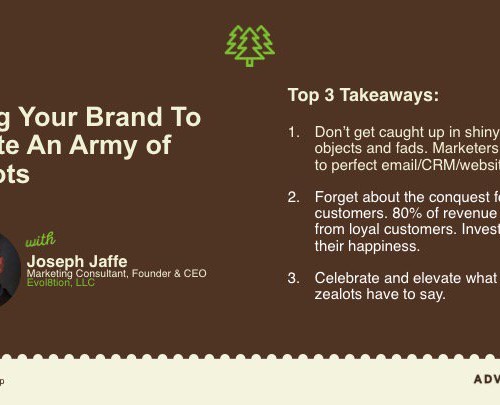 g Your Brand To
te An Army of
ots
with
Joseph Jaffe
Marketing Consultant, Founder & CEO
Evol8tion, LLC
Top 3 Takeaways:
1. Don't get caught up in shiny
objects and fads. Marketers
to perfect email/CRM/websit
2. Forget about the conquest f
customers. 80% of revenue
from loyal customers. Invest
their happiness.
3. Celebrate and elevate what
zealots have to say.
p
ADV